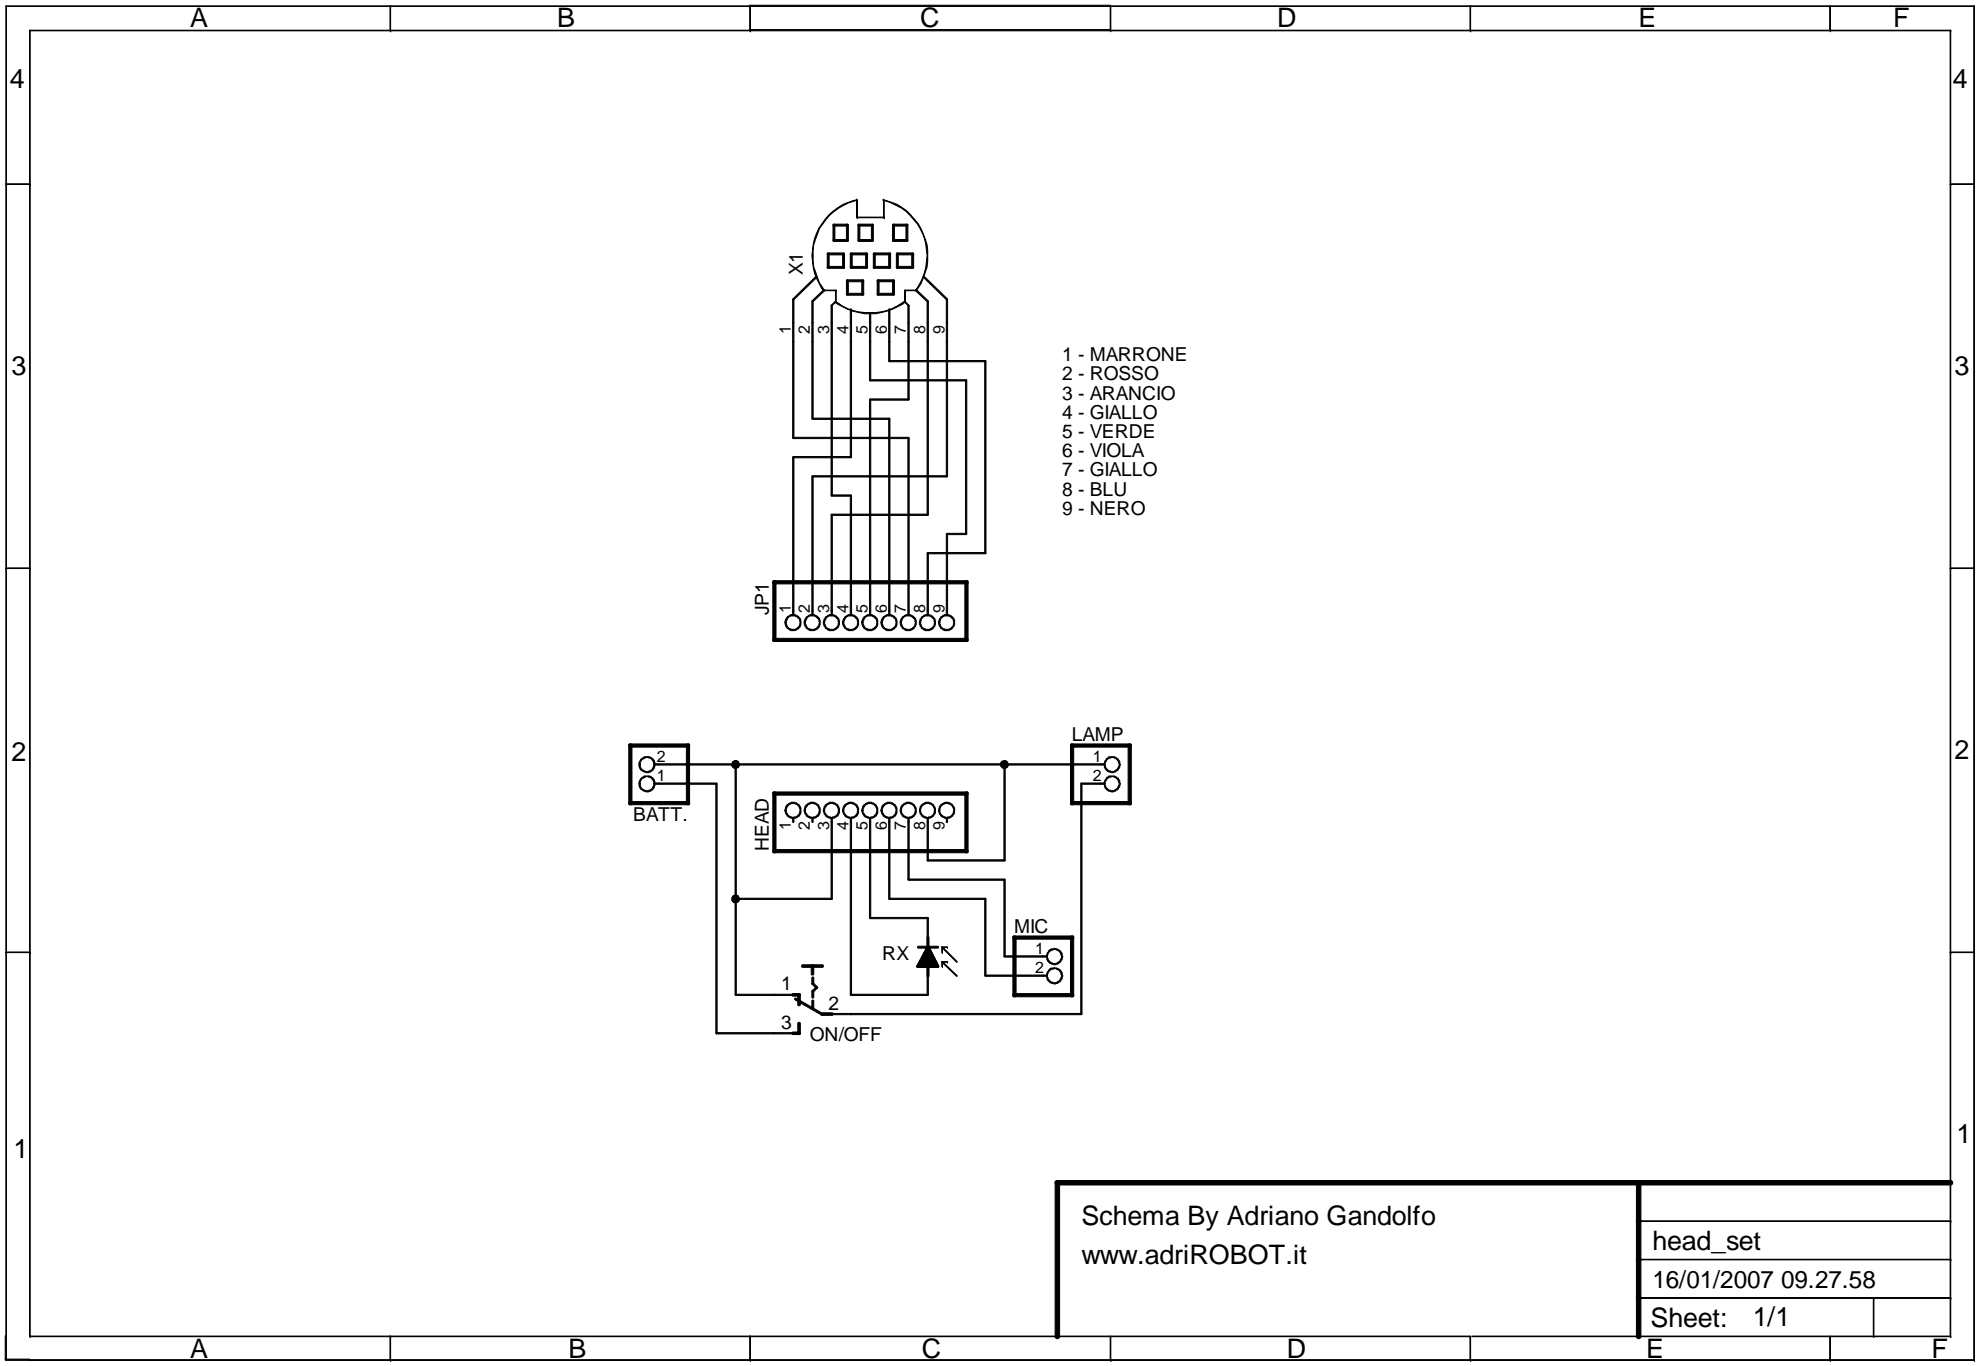 A B C D E F
4 4
X1
1 2 3 4 5 6 7 8 9
3 3
1 - MARRONE
2 - ROSSO
3 - ARANCIO
4 - GIALLO
5 - VERDE
6 - VIOLA
7 - GIALLO
8 - BLU
9 - NERO
JP1
1 2 3 4 5 6 7 8 9
2 2
2
1
BATT.
LAMP
1
2
HEAD
1 2 3 4 5 6 7 8 9
MIC
1
2
RX
1
2
3
ON/OFF
1 1
Schema By Adriano Gandolfo
www.adriROBOT.it
head_set
16/01/2007 09.27.58
Sheet: 1/1
A B C D E F